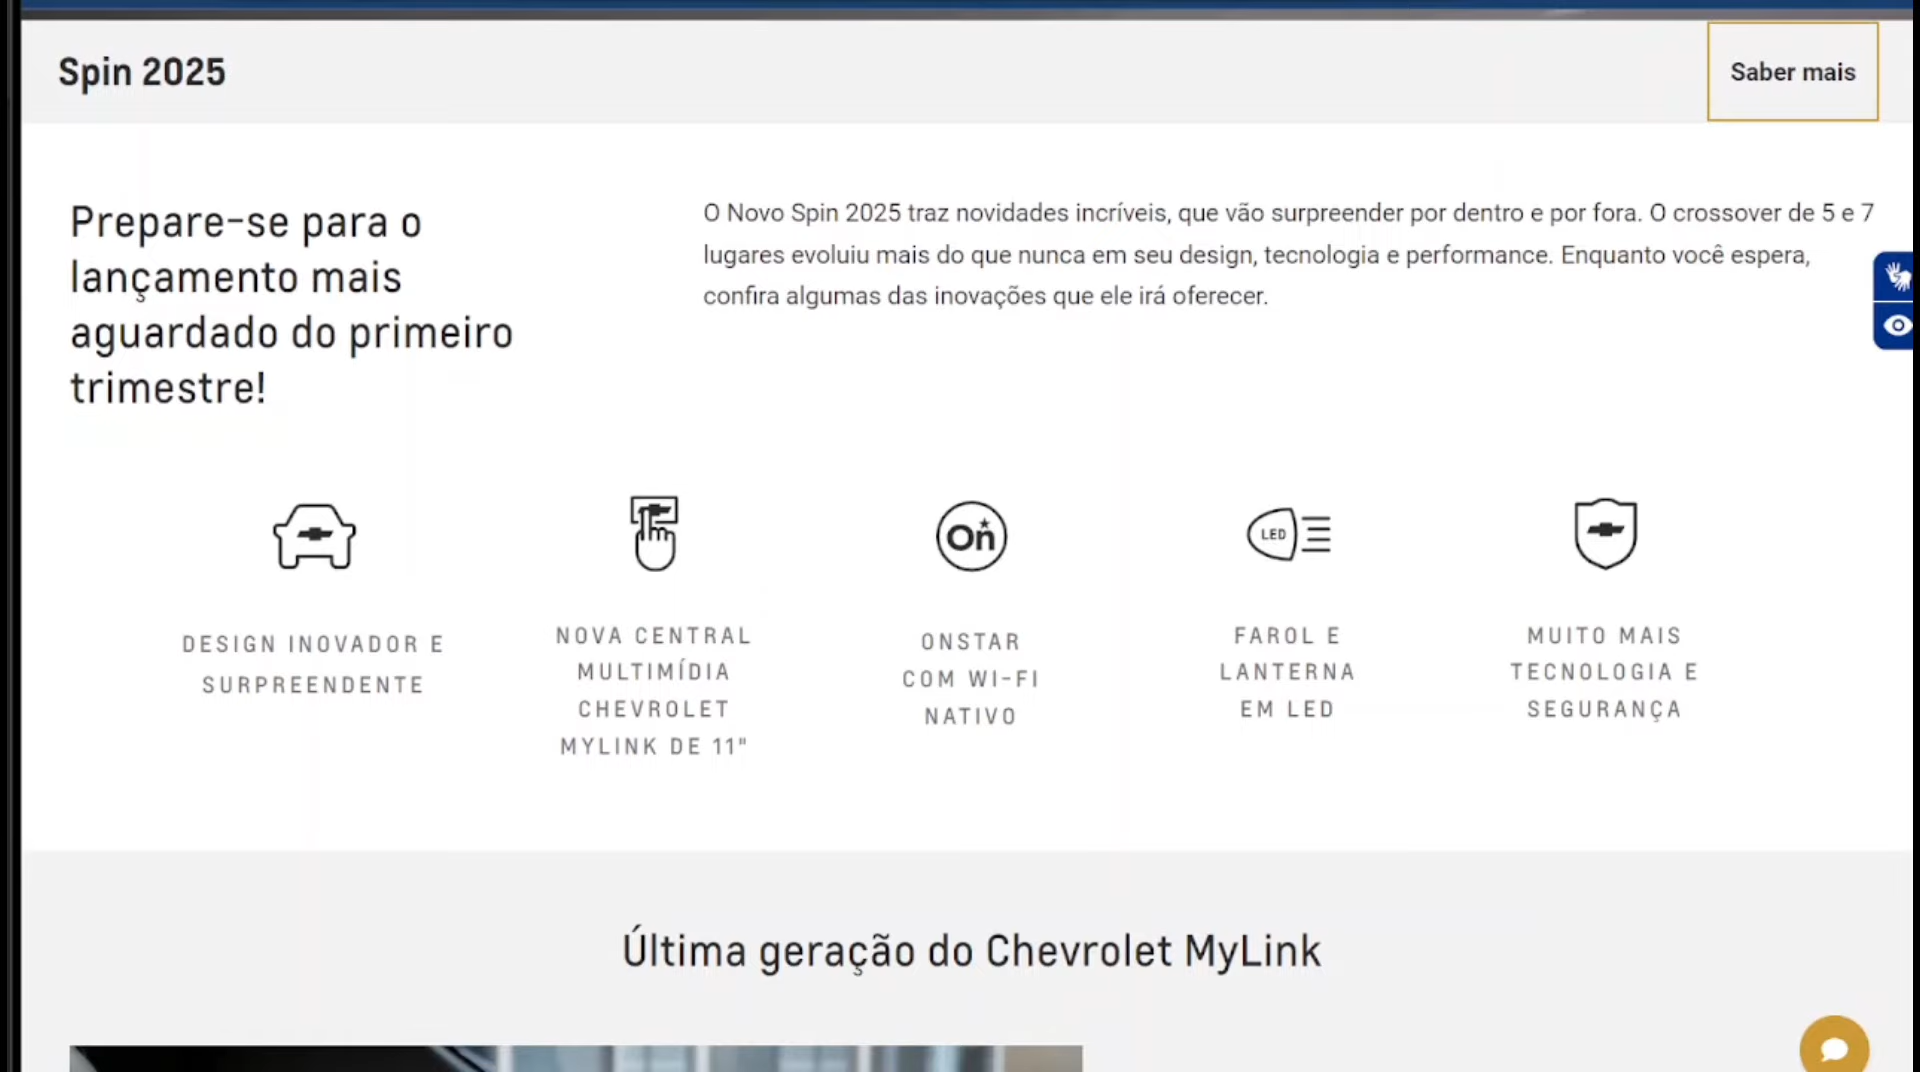 Spin 2025
Saber mais
Prepare-se para o
lançamento mais
aguardado do primeiro
trimestre!
O Novo Spin 2025 traz novidades incríveis, que vão surpreender por dentro e por fora. O crossover de 5 e 7
lugares evoluiu mais do que nunca em seu design, tecnologia e performance. Enquanto você espera,
confira algumas das inovações que ele irá oferecer.
DESIGN INOVADOR E
SURPREENDENTE
NOVA CENTRAL
MULTIMÍDIA
CHEVROLET
MYLINK DE 11"
On
ONSTAR
COM WI-FI
NATIVO
LED
FAROL E
LANTERNA
EM LED
MUITO MAIS
TECNOLOGIA E
SEGURANÇA
Última geração do Chevrolet MyLink